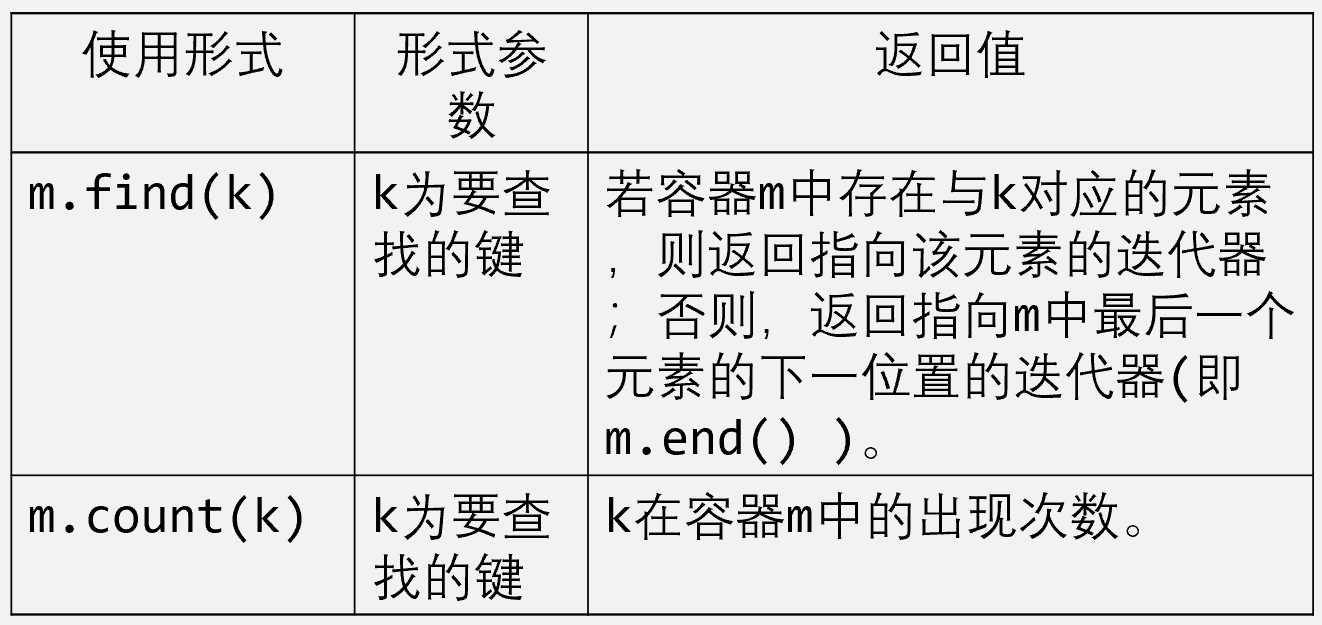 使用形式
形式参
数
返回值
m.find(k)
k为要查
找的键
若容器m中存在与k对应的元素
，则返回指向该元素的迭代器
；否则，返回指向m中最后一个
元素的下一位置的迭代器(即
m.end() )。
m.count(k)
k为要查
找的键
k在容器m中的出现次数。